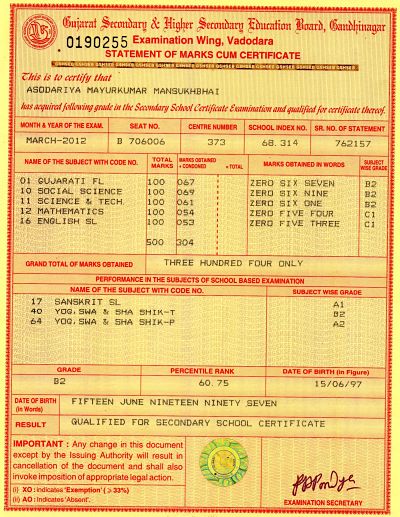 Gujarat Secondary & Higher Secondary Education Board, Gandhinagar
0190255 Examination Wing, Vadodara
STATEMENT OF MARKS CUM CERTIFICATE
This is to certify that
ASODARIYA MAYURKUMAR MANSUKHBHAI
has acquired following grade in the Secondary School Certificate Examination and qualified for certificate thereof.
MONTH & YEAR OF THE EXAM. SEAT NO. CENTRE NUMBER SCHOOL INDEX NO. SR. NO. OF STATEMENT
MARCH-2012 B 706006 373 68.314 762157
NAME OF THE SUBJECT WITH CODE NO. TOTAL MARKS MARKS OBTAINED + CONDONED = TOTAL MARKS OBTAINED IN WORDS SUBJECT WISE GRADE
01 GUJARATI FL 100 067 ZERO SIX SEVEN B2
10 SOCIAL SCIENCE 100 069 ZERO SIX NINE B2
11 SCIENCE & TECH. 100 061 ZERO SIX ONE B2
12 MATHEMATICS 100 054 ZERO FIVE FOUR C1
16 ENGLISH SL 100 053 ZERO FIVE THREE C1
500 304
GRAND TOTAL OF MARKS OBTAINED THREE HUNDRED FOUR ONLY
PERFORMANCE IN THE SUBJECTS OF SCHOOL BASED EXAMINATION
NAME OF THE SUBJECT WITH CODE NO. SUBJECT WISE GRADE
17 SANSKRIT SL A1
40 YOG,SWA & SHA SHIK-T B2
64 YOG,SWA & SHA SHIK-P A2
GRADE PERCENTILE RANK DATE OF BIRTH (in Figure)
B2 60.75 15/06/97
DATE OF BIRTH (in Words) FIFTEEN JUNE NINETEEN NINETY SEVEN
RESULT QUALIFIED FOR SECONDARY SCHOOL CERTIFICATE
IMPORTANT : Any change in this document
except by the Issuing Authority will result in
cancellation of the document and shall also
invoke imposition of appropriate legal action.
(i) XO : Indicates 'Exemption' (≥ 33%)
(ii) AO : Indicates 'Absent'.
EXAMINATION SECRETARY